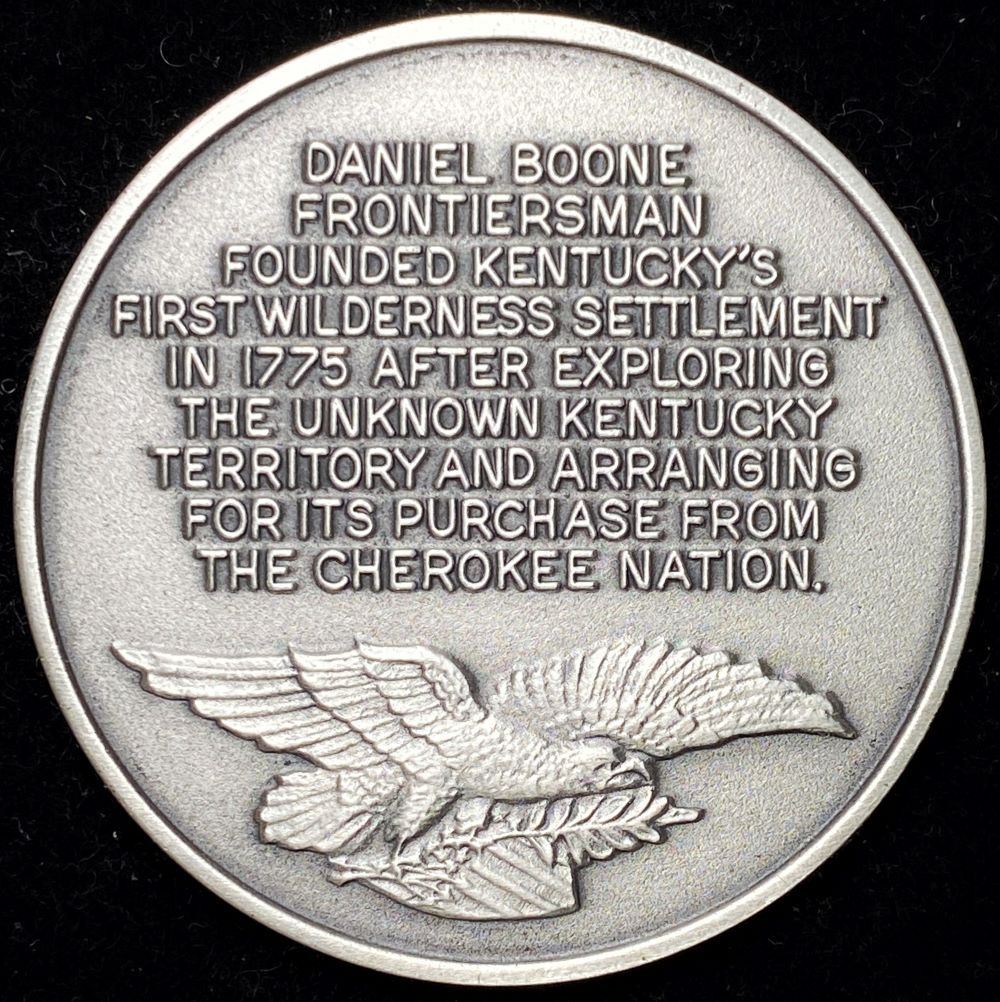 DANIEL BOONE
FRONTIERSMAN
FOUNDED KENTUCKY'S
FIRST WILDERNESS SETTLEMENT
IN 1775 AFTER EXPLORING
THE UNKNOWN KENTUCKY
TERRITORY AND ARRANGING
FOR ITS PURCHASE FROM
THE CHEROKEE NATION.